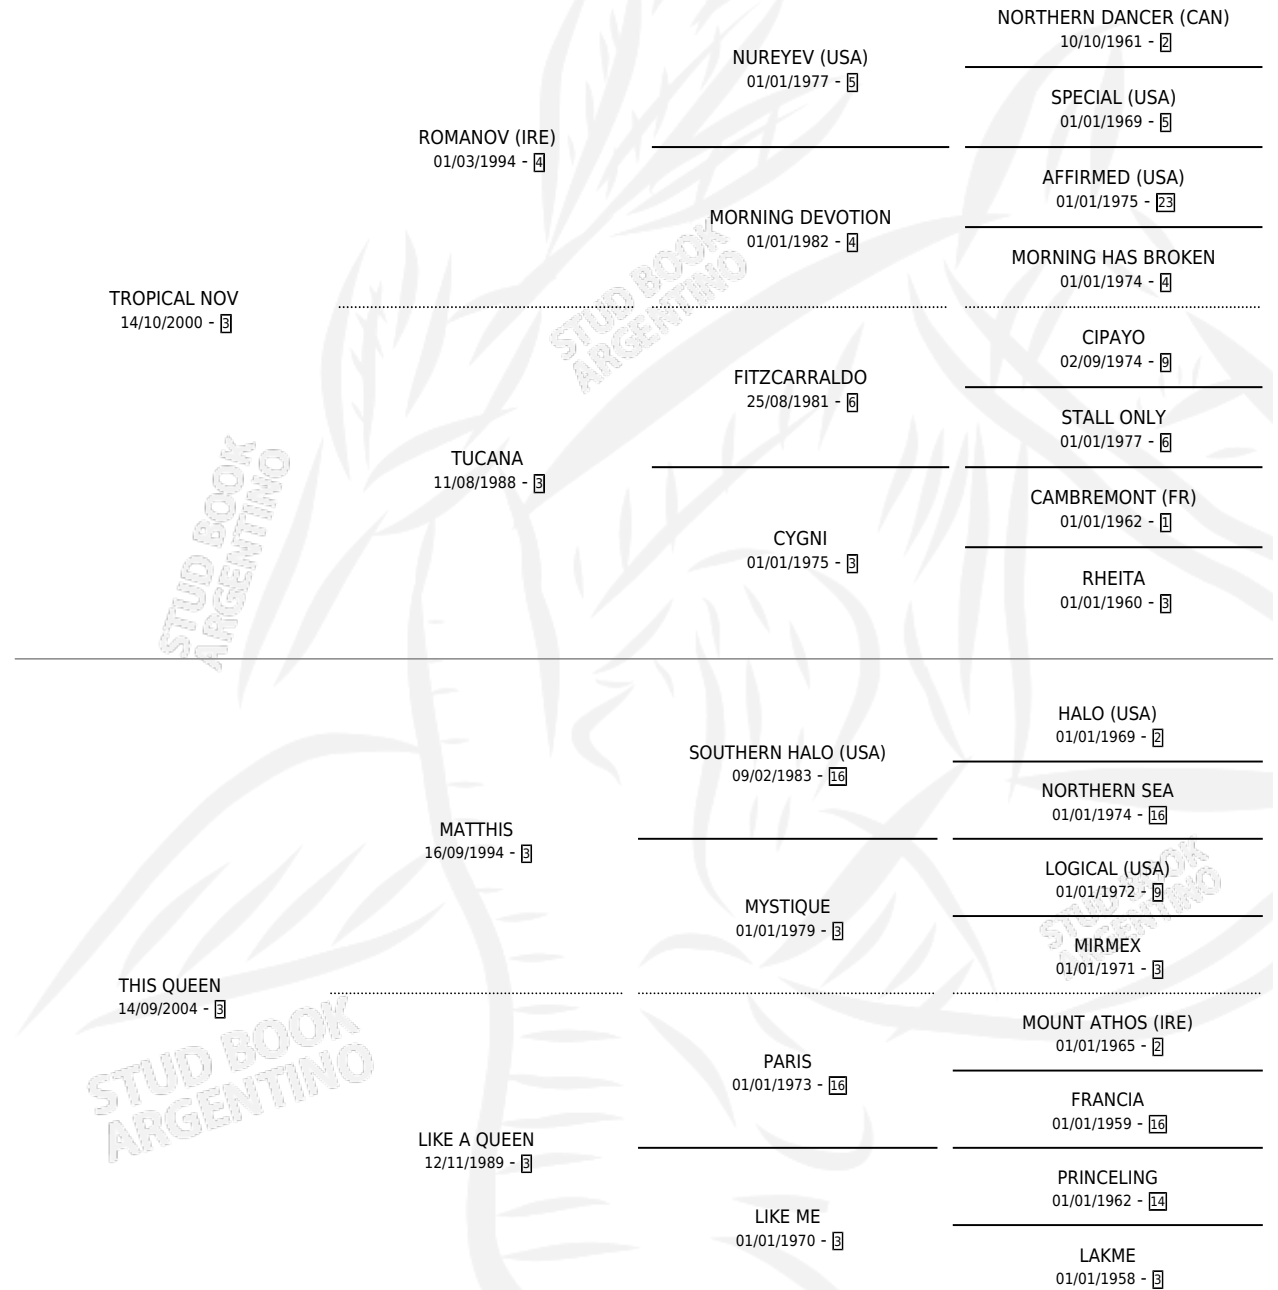 NORTHERN DANCER (CAN)
10/10/1961 - 2
NUREYEV (USA)
01/01/1977 - 5
SPECIAL (USA)
01/01/1969 - 5
ROMANOV (IRE)
01/03/1994 - 4
AFFIRMED (USA)
01/01/1975 - 23
MORNING DEVOTION
01/01/1982 - 4
MORNING HAS BROKEN
01/01/1974 - 4
TROPICAL NOV
14/10/2000 - 3
CIPAYO
02/09/1974 - 9
FITZCARRALDO
25/08/1981 - 6
STALL ONLY
01/01/1977 - 6
TUCANA
11/08/1988 - 3
CAMBREMONT (FR)
01/01/1962 - 1
CYGNI
01/01/1975 - 3
RHEITA
01/01/1960 - 3
STUD BOOK
ARGENTINO
STUD BOOK
ARGENTINO
HALO (USA)
01/01/1969 - 2
SOUTHERN HALO (USA)
09/02/1983 - 16
NORTHERN SEA
01/01/1974 - 16
MATTHIS
16/09/1994 - 3
LOGICAL (USA)
01/01/1972 - 9
MYSTIQUE
01/01/1979 - 3
MIRMEX
01/01/1971 - 3
THIS QUEEN
14/09/2004 - 3
MOUNT ATHOS (IRE)
01/01/1965 - 2
PARIS
01/01/1973 - 16
FRANCIA
01/01/1959 - 16
LIKE A QUEEN
12/11/1989 - 3
PRINCELING
01/01/1962 - 14
LIKE ME
01/01/1970 - 3
LAKME
01/01/1958 - 3
STUD BOOK
ARGENTINO
STUD BOOK
ARGENTINO